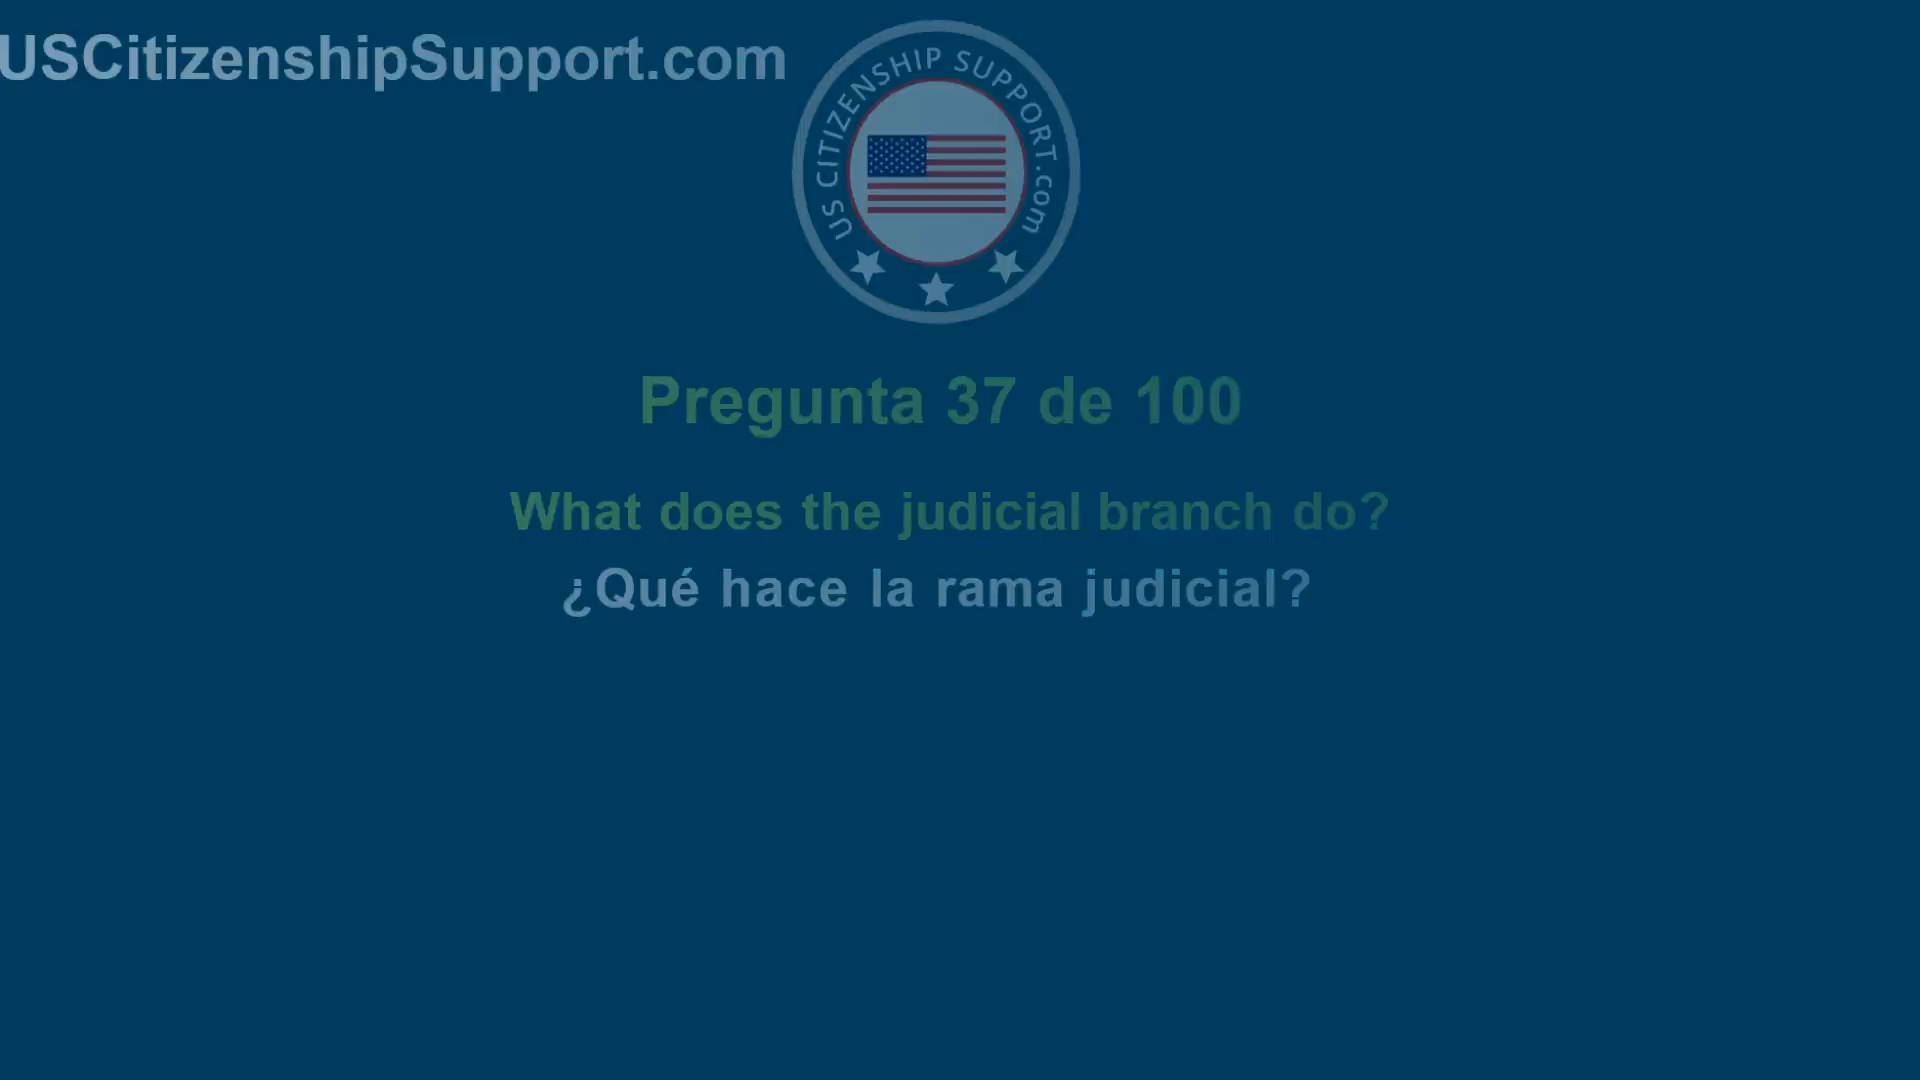 USCitizenshipSupport.com
US CITIZENSHIP SUPPORT.com
Pregunta 37 de 100
What does the judicial branch do?
¿Qué hace la rama judicial?